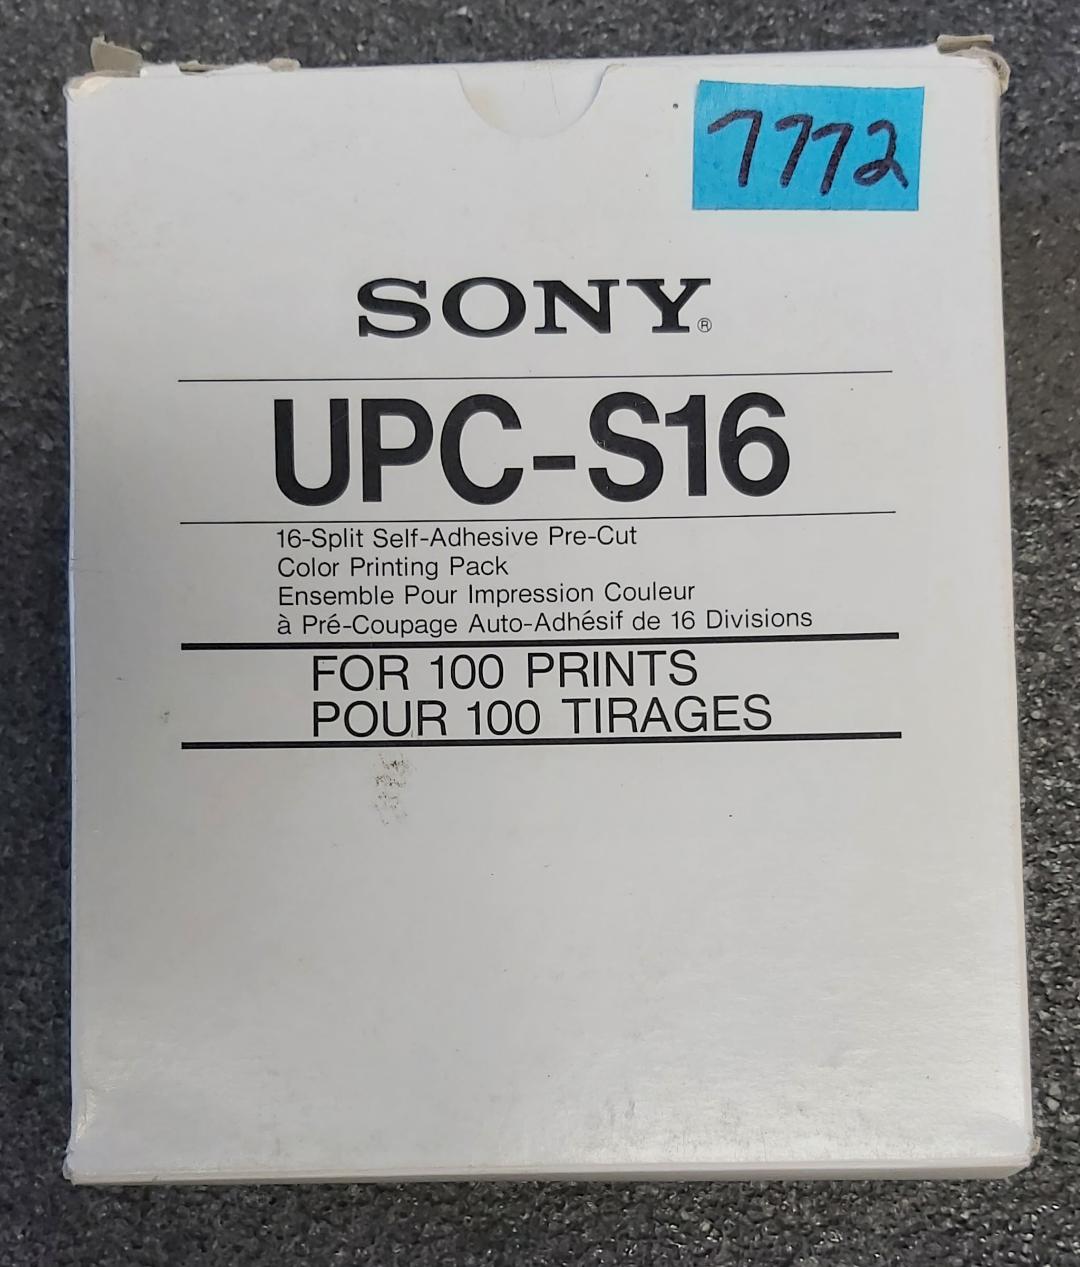 7772
SONY®
UPC-S16
16-Split Self-Adhesive Pre-Cut
Color Printing Pack
Ensemble Pour Impression Couleur
à Pré-Coupage Auto-Adhésif de 16 Divisions
FOR 100 PRINTS
POUR 100 TIRAGES